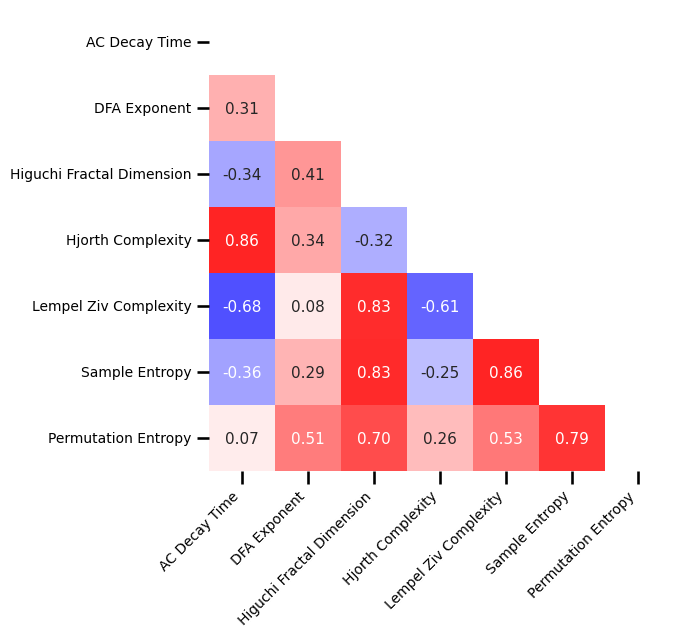 AC Decay Time
DFA Exponent
0.31
Higuchi Fractal Dimension
-0.34 0.41
Hjorth Complexity
0.86 0.34 -0.32
Lempel Ziv Complexity
-0.68 0.08 0.83 -0.61
Sample Entropy
-0.36 0.29 0.83 -0.25 0.86
Permutation Entropy
0.07 0.51 0.70 0.26 0.53 0.79
AC Decay Time
DFA Exponent
Higuchi Fractal Dimension
Hjorth Complexity
Lempel Ziv Complexity
Sample Entropy
Permutation Entropy